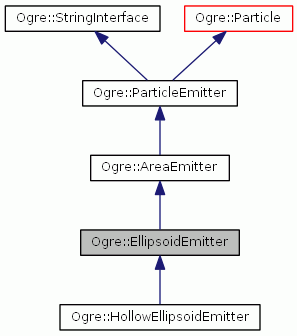 Ogre::StringInterface
Ogre::Particle
Ogre::ParticleEmitter
Ogre::AreaEmitter
Ogre::EllipsoidEmitter
Ogre::HollowEllipsoidEmitter